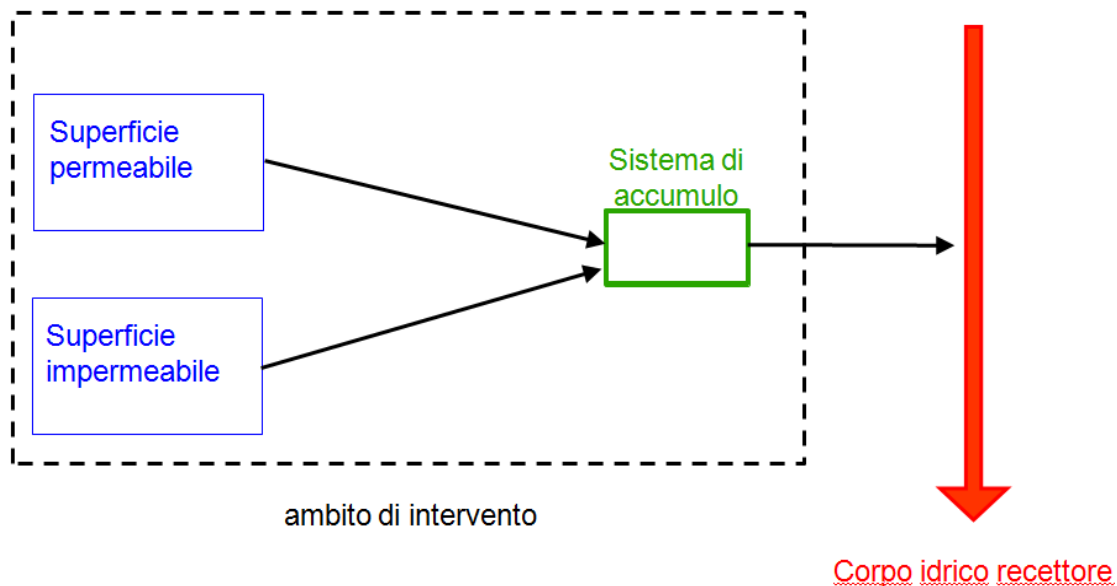 Superficie
permeabile
Sistema di
accumulo
Superficie
impermeabile
ambito di intervento
Corpo idrico recettore